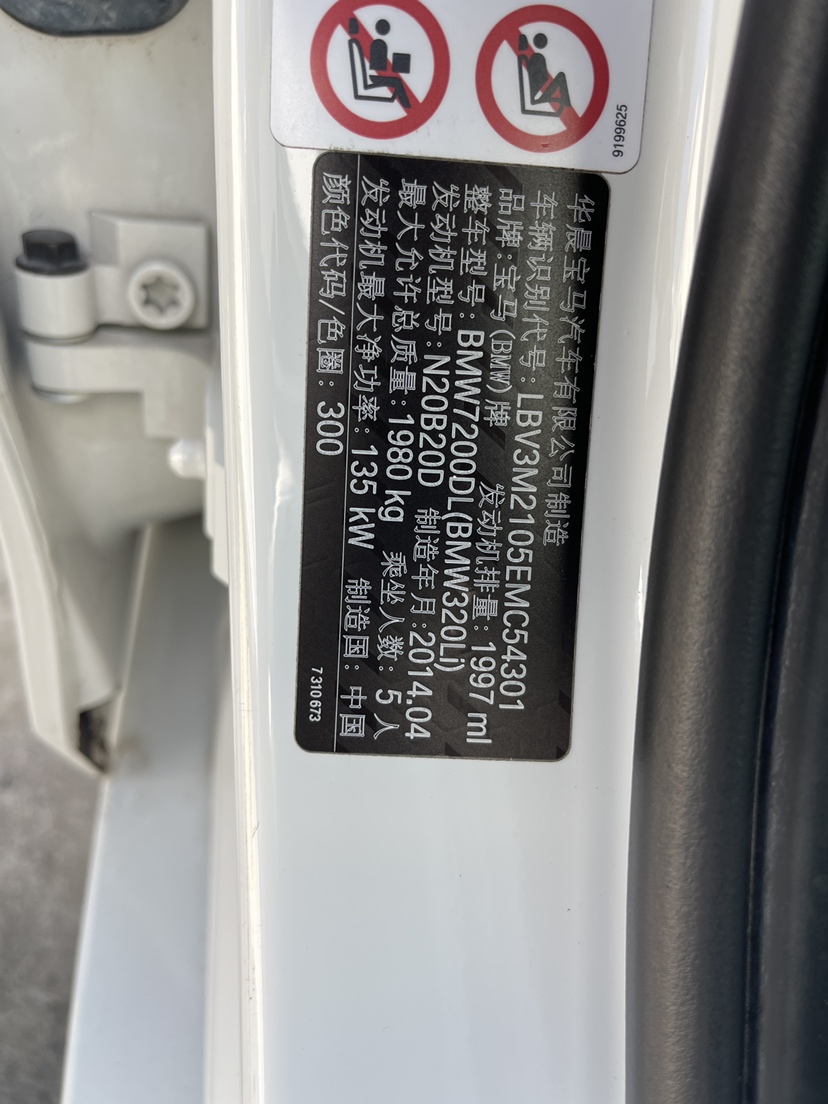 9199625
华晨宝马汽车有限公司制造
车辆识别代号: LBV3M2105EMC54301
品牌: 宝马(BMW)牌 发动机排量: 1997 ml
整车型号: BMW7200DL(BMW320Li)
发动机型号: N20B20D 制造年月: 2014.04
最大允许总质量: 1980 kg 乘坐人数: 5 人
发动机最大净功率: 135 kW 制造国: 中国
颜色代码/色圈: 300
7310673